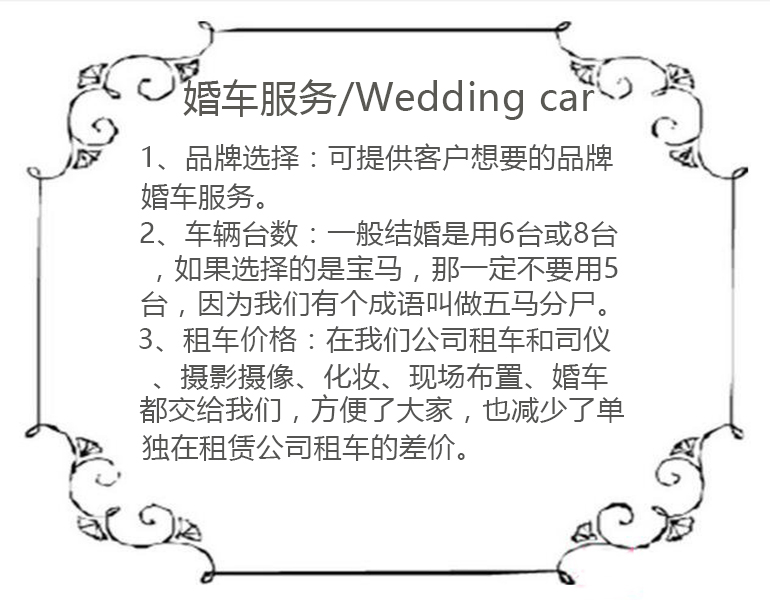 婚车服务/Wedding car
1、品牌选择：可提供客户想要的品牌
婚车服务。
2、车辆台数：一般结婚是用6台或8台
，如果选择的是宝马，那一定不要用5
台，因为我们有个成语叫做五马分尸。
3、租车价格：在我们公司租车和司仪
、摄影摄像、化妆、现场布置、婚车
都交给我们，方便了大家，也减少了单
独在租赁公司租车的差价。